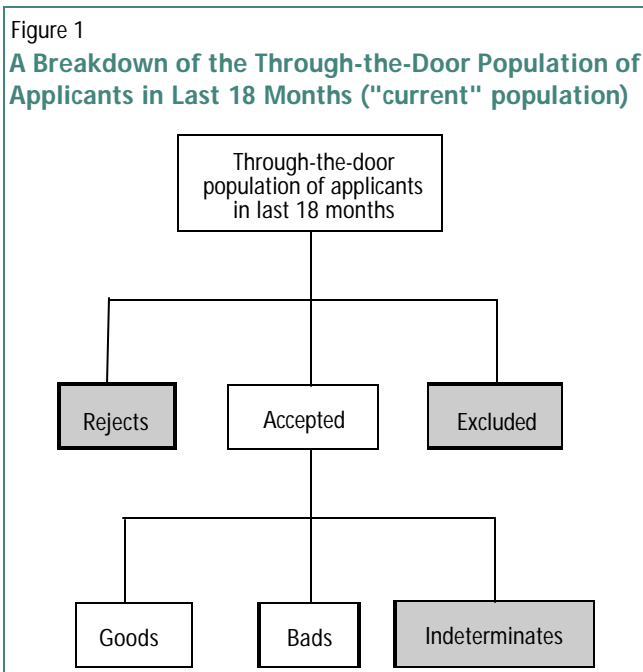 Figure 1
A Breakdown of the Through-the-Door Population of
Applicants in Last 18 Months ("current" population)
Through-the-door
population of applicants
in last 18 months
Rejects
Accepted
Excluded
Goods
Bads
Indeterminates